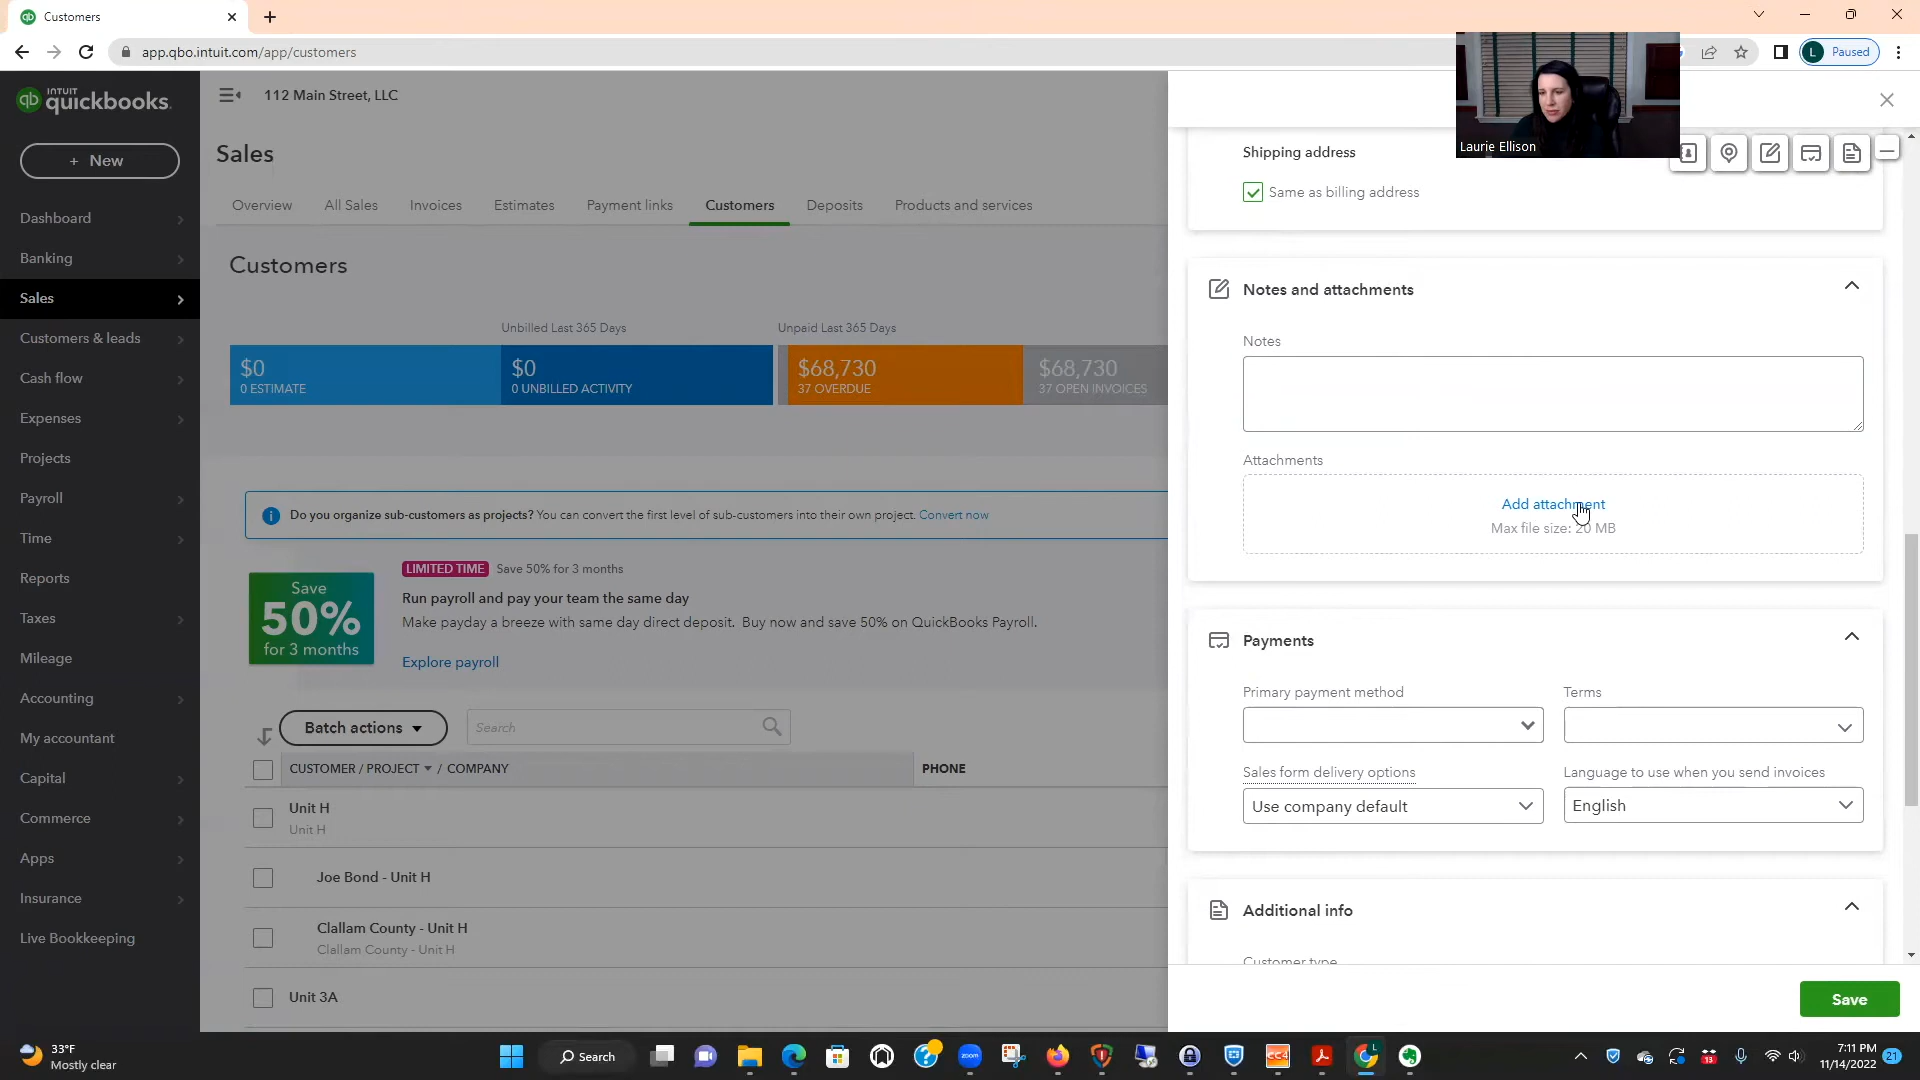 Customers
app.qbo.intuit.com/app/customers
L Paused
Laurie Ellison
INTUIT
quickbooks.
+ New
Dashboard
Banking
Sales
Customers & leads
Cash flow
Expenses
Projects
Payroll
Time
Reports
Taxes
Mileage
Accounting
My accountant
Capital
Commerce
Apps
Insurance
Live Bookkeeping
112 Main Street, LLC
Sales
Overview All Sales Invoices Estimates Payment links Customers Deposits Products and services
Customers
Unbilled Last 365 Days Unpaid Last 365 Days
$0 $0 $68,730 $68,730
0 ESTIMATE 0 UNBILLED ACTIVITY 37 OVERDUE 37 OPEN INVOICES
Do you organize sub-customers as projects? You can convert the first level of sub-customers into their own project. Convert now
Save
50%
for 3 months
LIMITED TIME Save 50% for 3 months
Run payroll and pay your team the same day
Make payday a breeze with same day direct deposit. Buy now and save 50% on QuickBooks Payroll.
Explore payroll
Batch actions Search
CUSTOMER / PROJECT / COMPANY PHONE
Unit H
Unit H
Joe Bond - Unit H
Clallam County - Unit H
Clallam County - Unit H
Unit 3A
Shipping address
Same as billing address
Notes and attachments
Notes
Attachments
Add attachment
Max file size: 20 MB
Payments
Primary payment method Terms
Sales form delivery options Language to use when you send invoices
Use company default English
Additional info
Customer type
Save
33°F
Mostly clear
Search
zoom
CC4
L
13
7:11 PM
11/14/2022
21